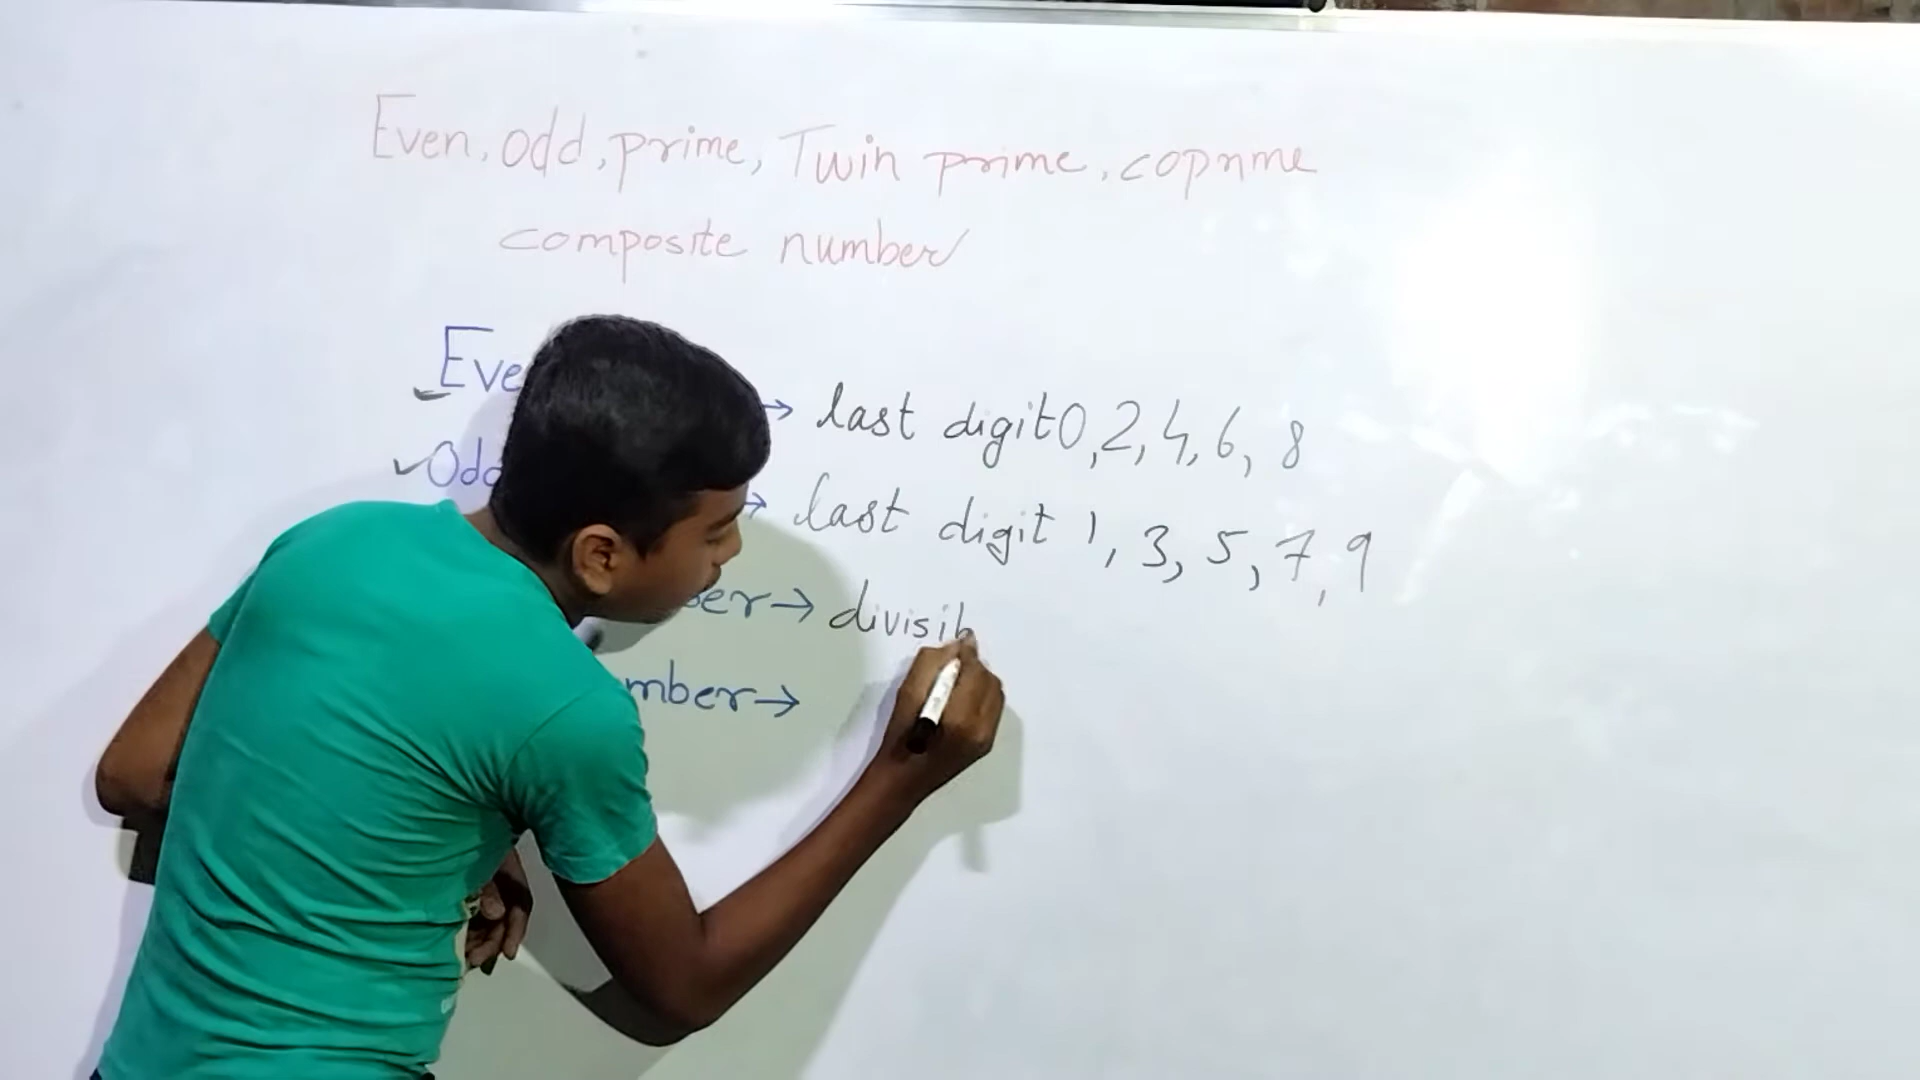 Even, odd, prime, Twin prime, coprime
composite number
Eve → last digit 0, 2, 4, 6, 8
Odd → last digit 1, 3, 5, 7, 9
ber → divisib
mber →